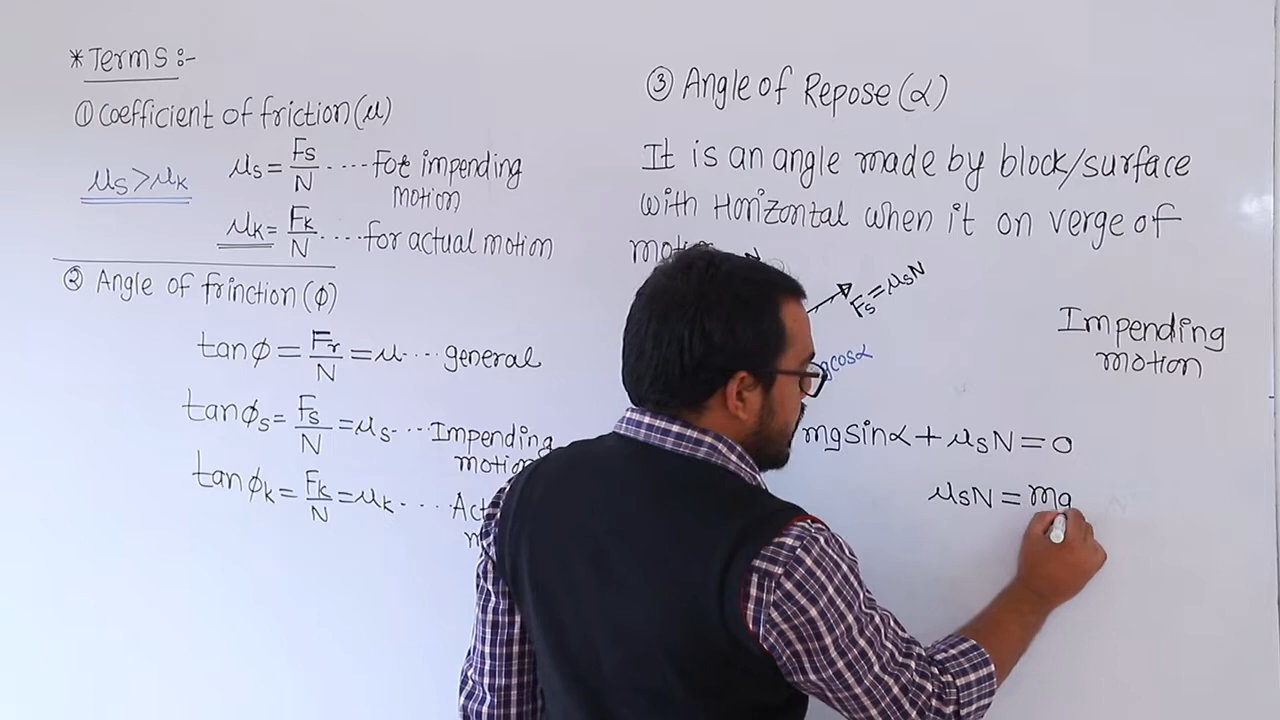 * Terms :-
① Coefficient of friction (μ)
μs > μk
μs = Fs/N ---- For impending
motion
μk = Fk/N .... for actual motion
② Angle of frinction (ϕ)
tanϕ = Fr/N = μ ---- general
tanϕs = Fs/N = μs --- Impending
motion
tanϕk = Fk/N = μk ----
③ Angle of Repose (α)
It is an angle made by block/surface
with Horizontal when it on verge of
N
Fs = μsN
gcosα
Impending
motion
mgsinα + μsN = 0
μsN = mg